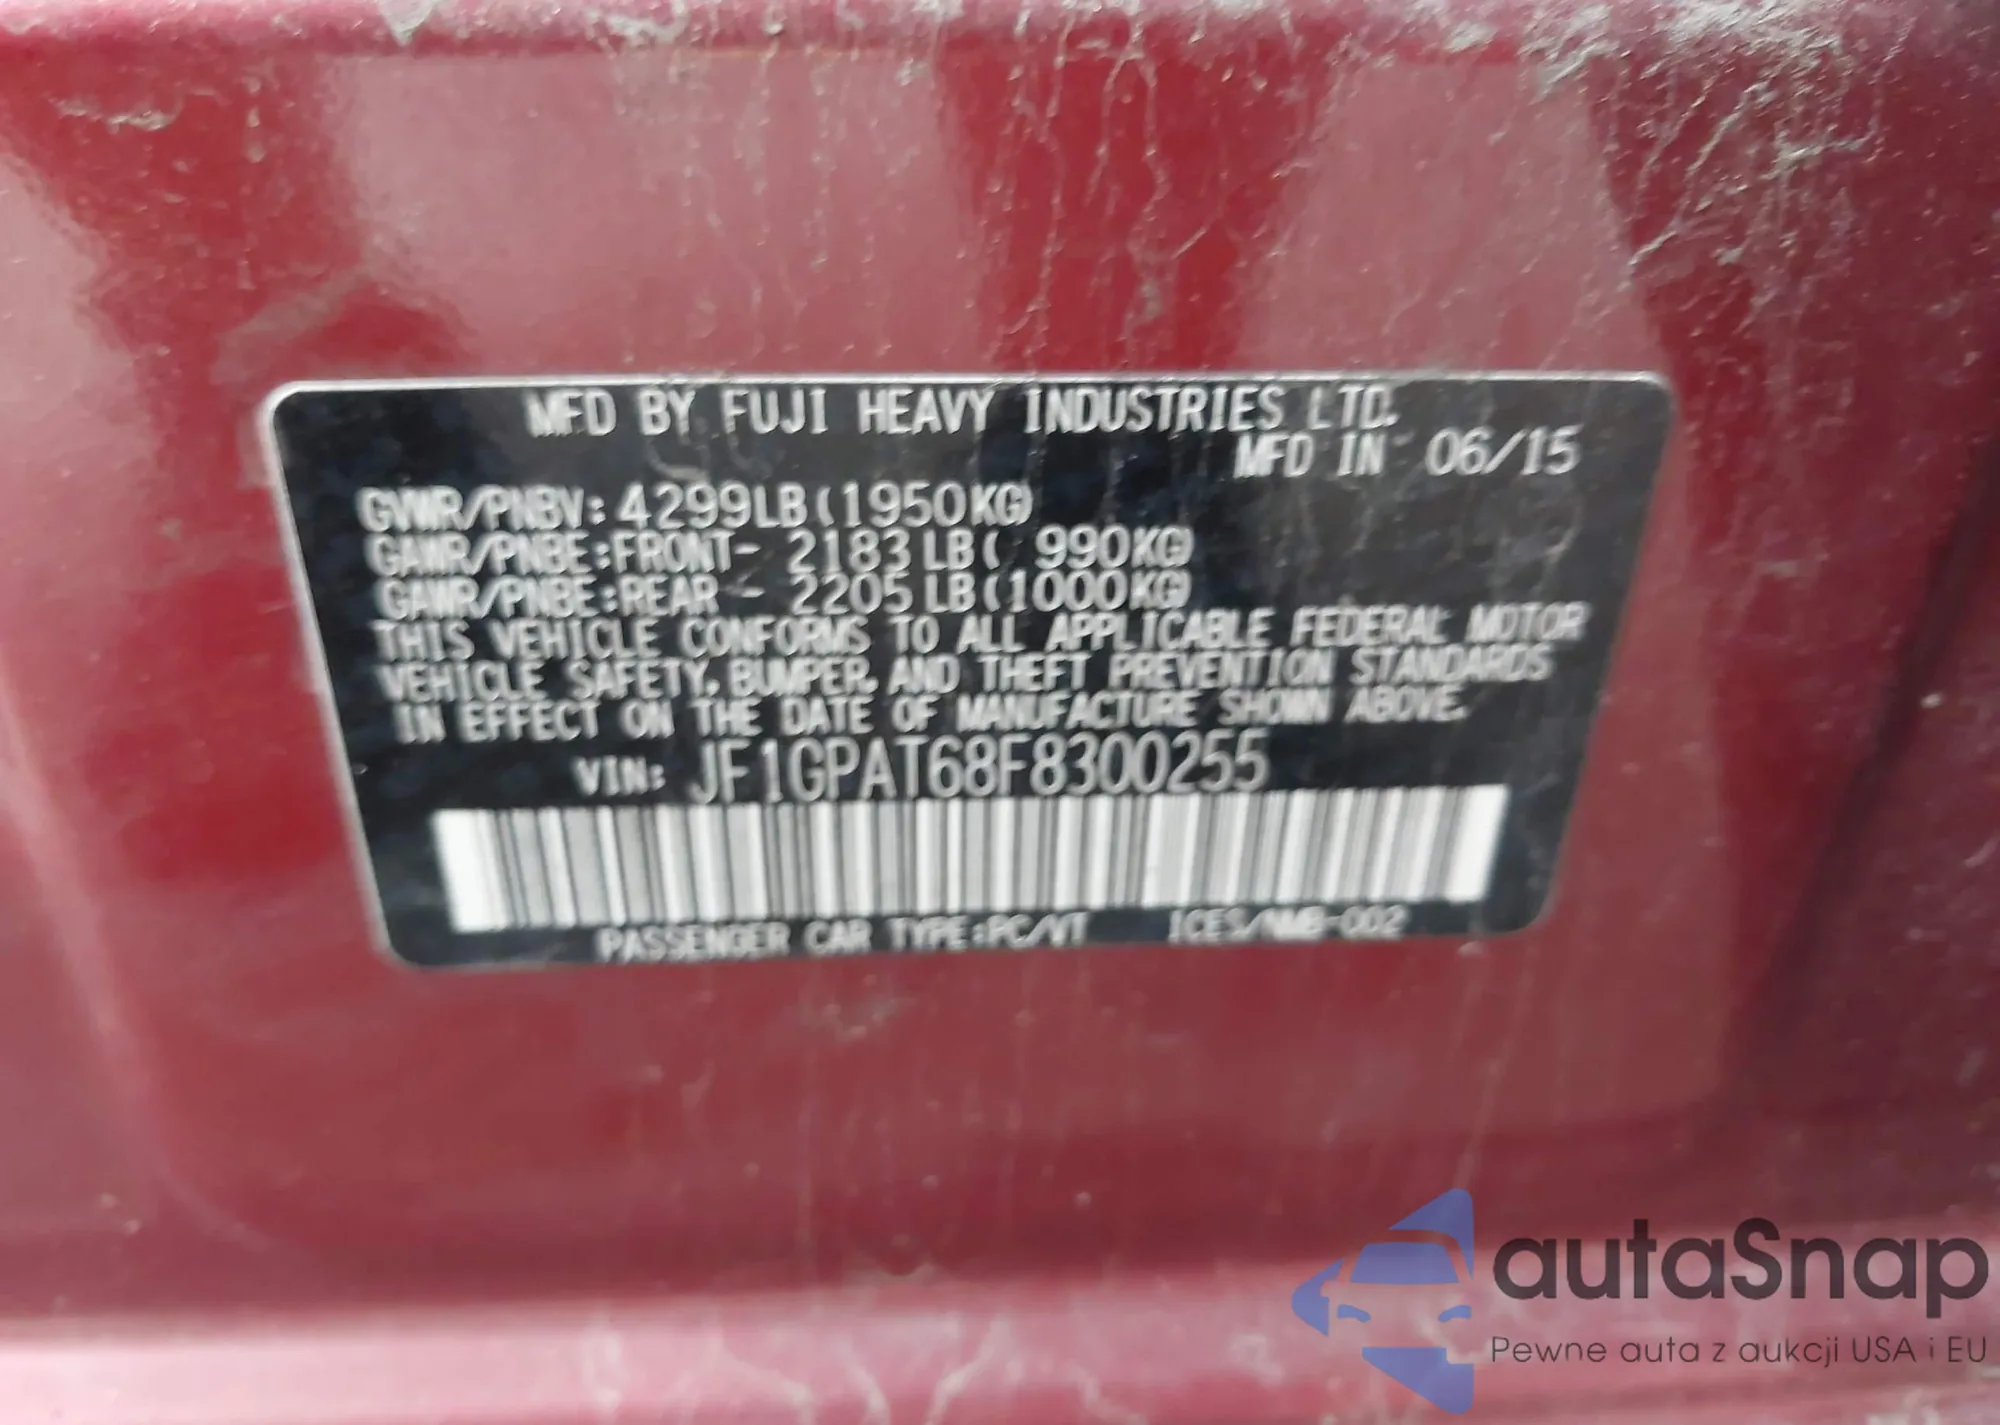 MFD BY FUJI HEAVY INDUSTRIES LTD.
MFD IN 06/15
GVWR/PNBV: 4299LB(1950KG)
GAWR/PNBE:FRONT- 2183LB( 990KG)
GAWR/PNBE:REAR - 2205LB(1000KG)
THIS VEHICLE CONFORMS TO ALL APPLICABLE FEDERAL MOTOR
VEHICLE SAFETY, BUMPER, AND THEFT PREVENTION STANDARDS
IN EFFECT ON THE DATE OF MANUFACTURE SHOWN ABOVE.
VIN: JF1GPAT68F8300255
PASSENGER CAR TYPE:PC/VT ICES/NMB-002
autaSnap
Pewne auta z aukcji USA i EU